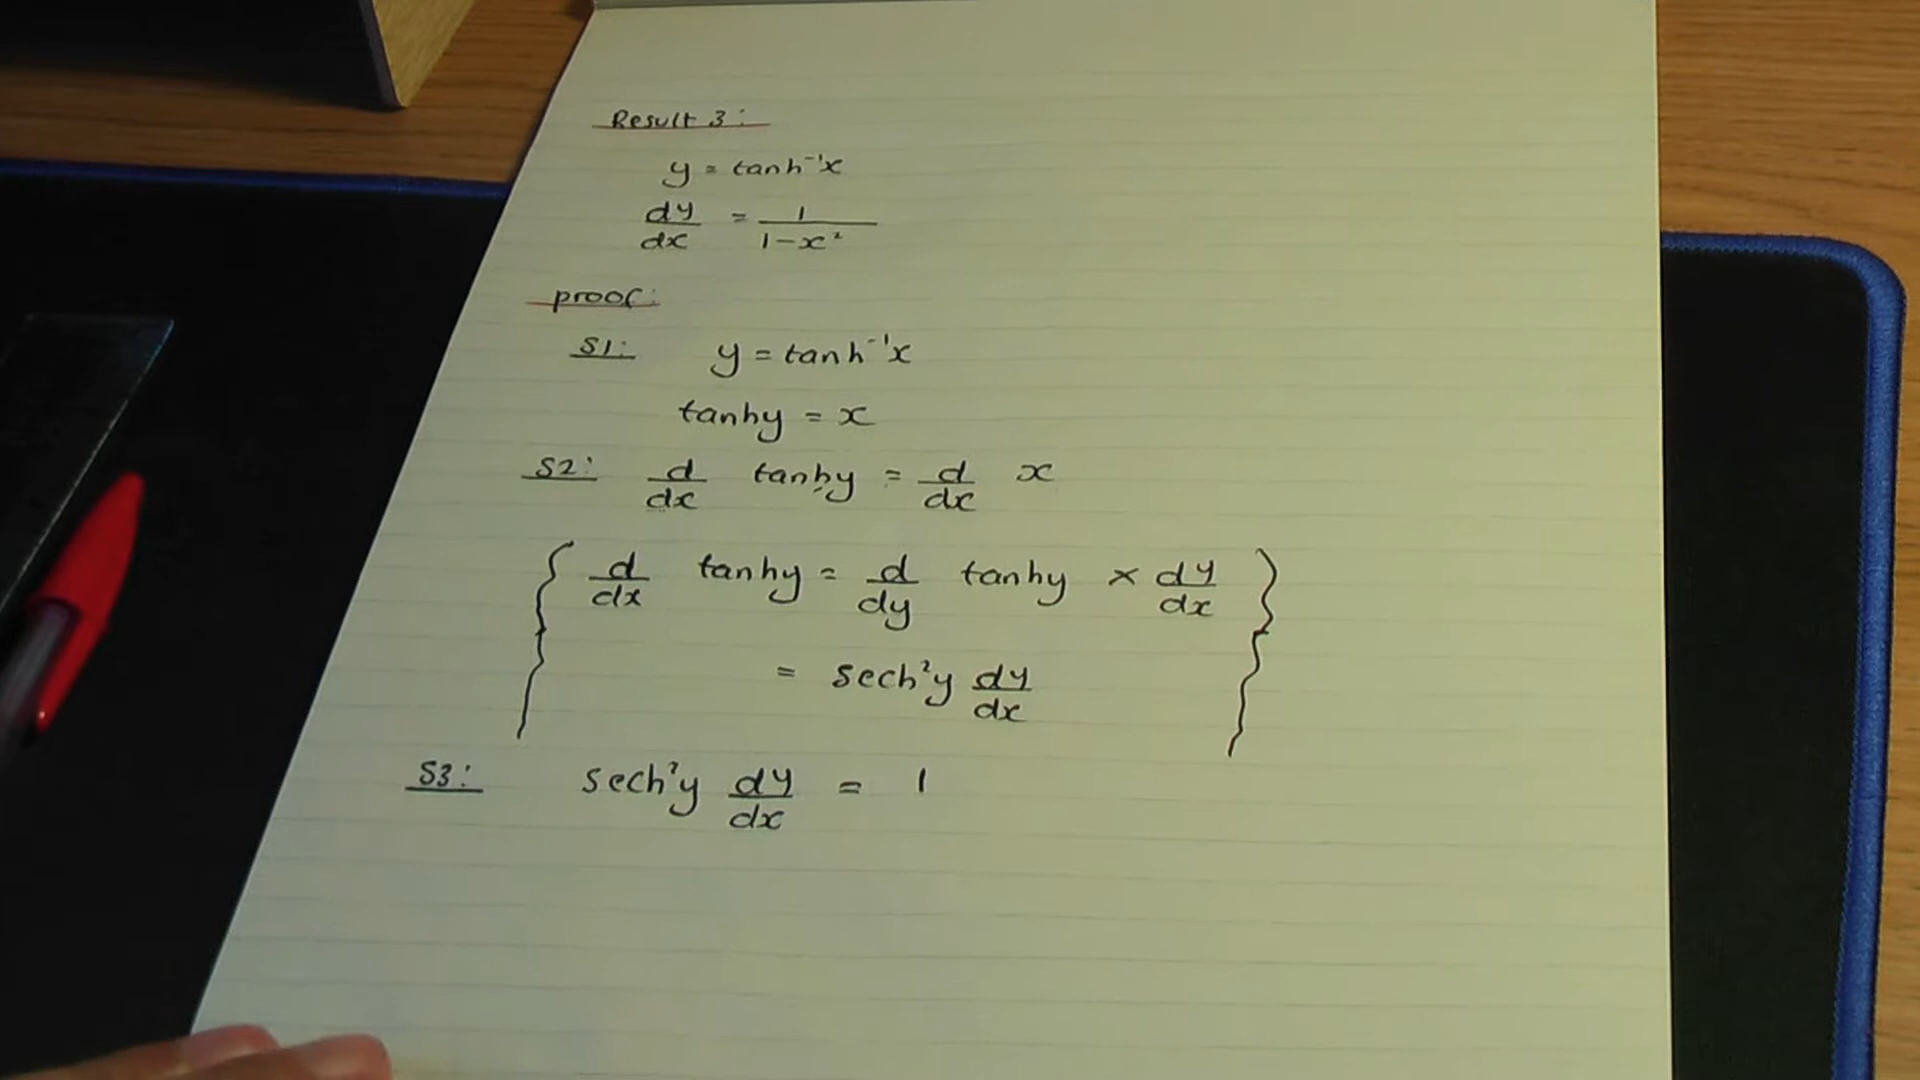 Result 3:
y = tanh⁻¹x
dy/dx = 1/(1-x²)
proof:
S1: y = tanh⁻¹x
tanhy = x
S2: d/dx tanhy = d/dx x
{ d/dx tanhy = d/dy tanhy × dy/dx }
= sech²y dy/dx
S3: sech²y dy/dx = 1